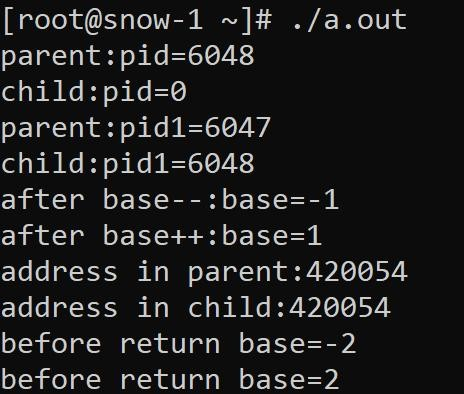 [root@snow-1 ~]# ./a.out
parent:pid=6048
child:pid=0
parent:pid1=6047
child:pid1=6048
after base--:base=-1
after base++:base=1
address in parent:420054
address in child:420054
before return base=-2
before return base=2